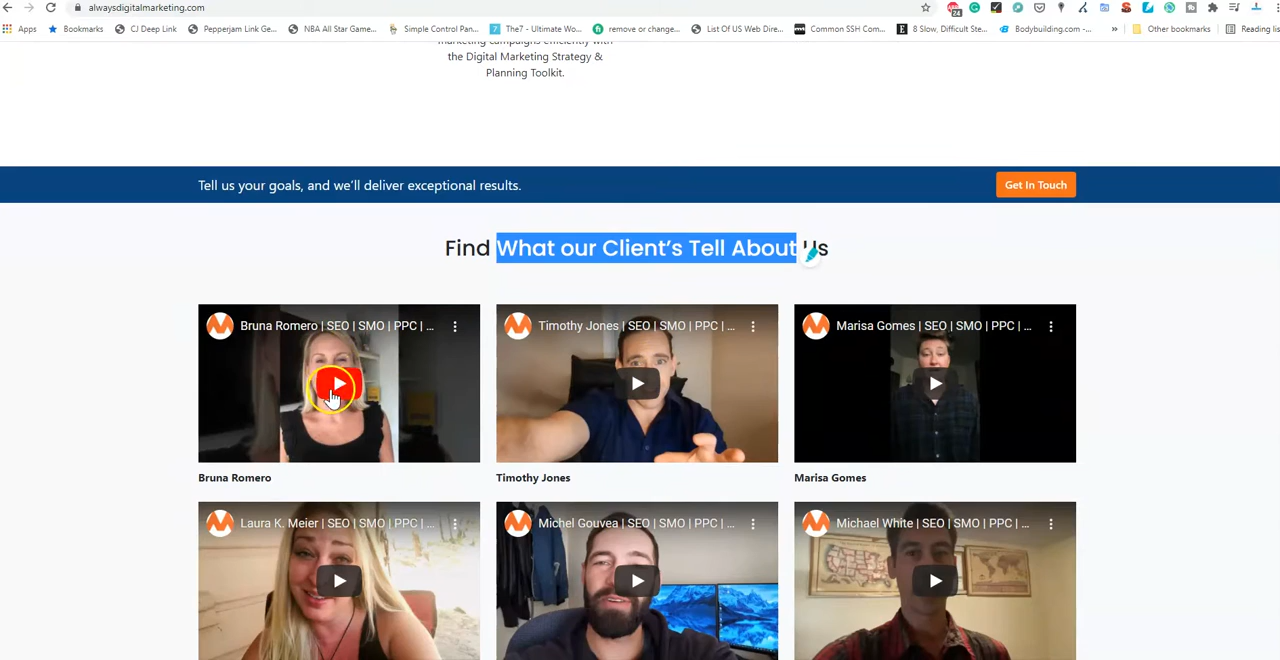 alwaysdigitalmarketing.com
24
Apps Bookmarks CJ Deep Link Pepperjam Link Ge... NBA All Star Game... Simple Control Pan... The7 - Ultimate Wo... remove or change... List Of US Web Dire... Common SSH Com... 8 Slow, Difficult Ste... Bodybuilding.com -... » Other bookmarks Reading lis
marketing campaigns efficiently with
the Digital Marketing Strategy &
Planning Toolkit.
Tell us your goals, and we'll deliver exceptional results. Get In Touch
Find What our Client's Tell About Us
Bruna Romero | SEO | SMO | PPC | ... Timothy Jones | SEO | SMO | PPC | ... Marisa Gomes | SEO | SMO | PPC | ...
Bruna Romero Timothy Jones Marisa Gomes
Laura K. Meier | SEO | SMO | PPC | ... Michel Gouvea | SEO | SMO | PPC | ... Michael White | SEO | SMO | PPC | ...